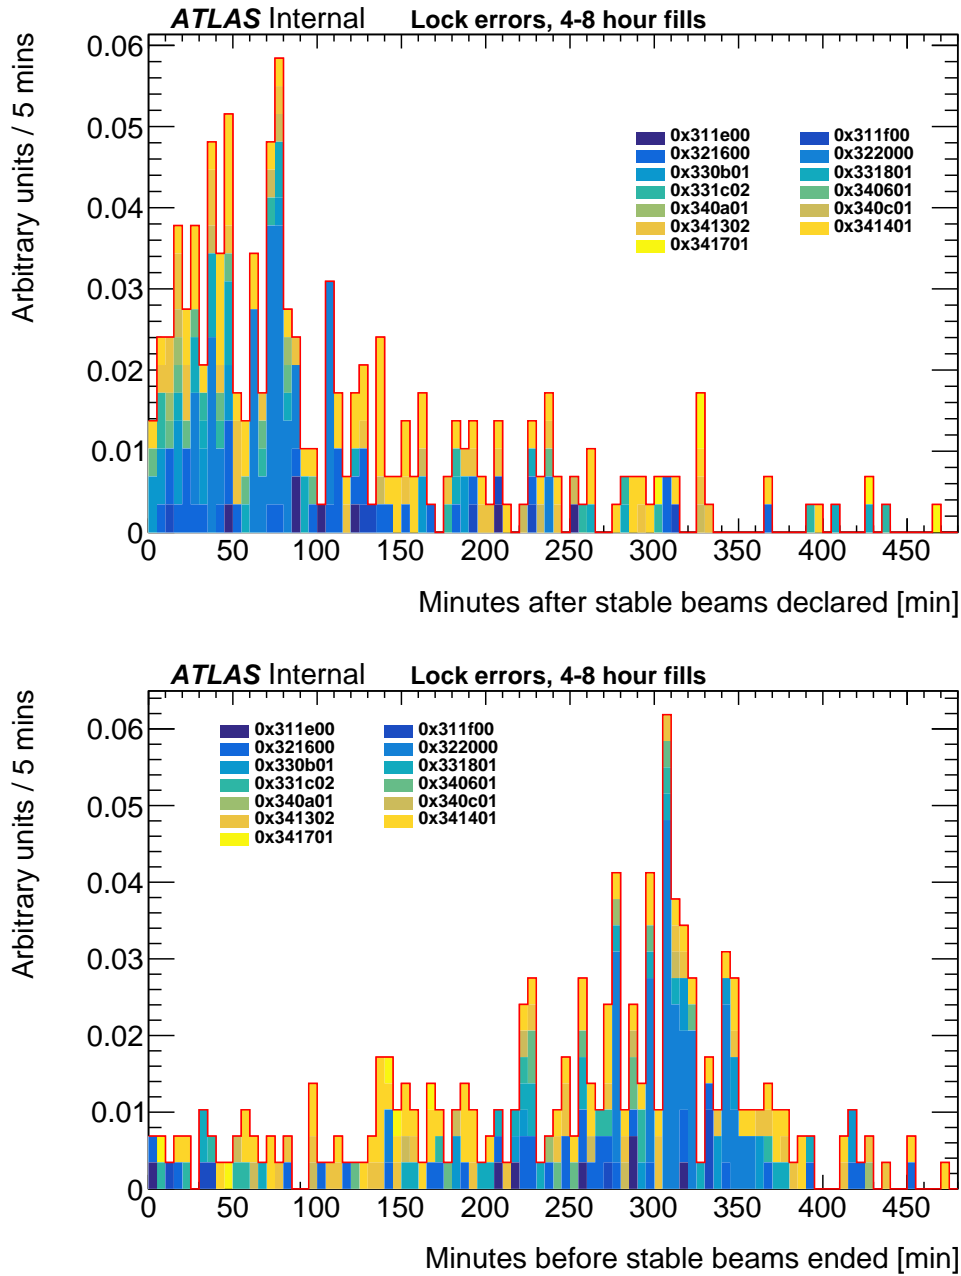 ATLAS Internal Lock errors, 4-8 hour fills
Arbitrary units / 5 mins
0.06
0.05
0.04
0.03
0.02
0.01
0
0x311e00 0x311f00
0x321600 0x322000
0x330b01 0x331801
0x331c02 0x340601
0x340a01 0x340c01
0x341302 0x341401
0x341701
0 50 100 150 200 250 300 350 400 450
Minutes after stable beams declared [min]
ATLAS Internal Lock errors, 4-8 hour fills
Arbitrary units / 5 mins
0.06
0.05
0.04
0.03
0.02
0.01
0
0x311e00 0x311f00
0x321600 0x322000
0x330b01 0x331801
0x331c02 0x340601
0x340a01 0x340c01
0x341302 0x341401
0x341701
0 50 100 150 200 250 300 350 400 450
Minutes before stable beams ended [min]